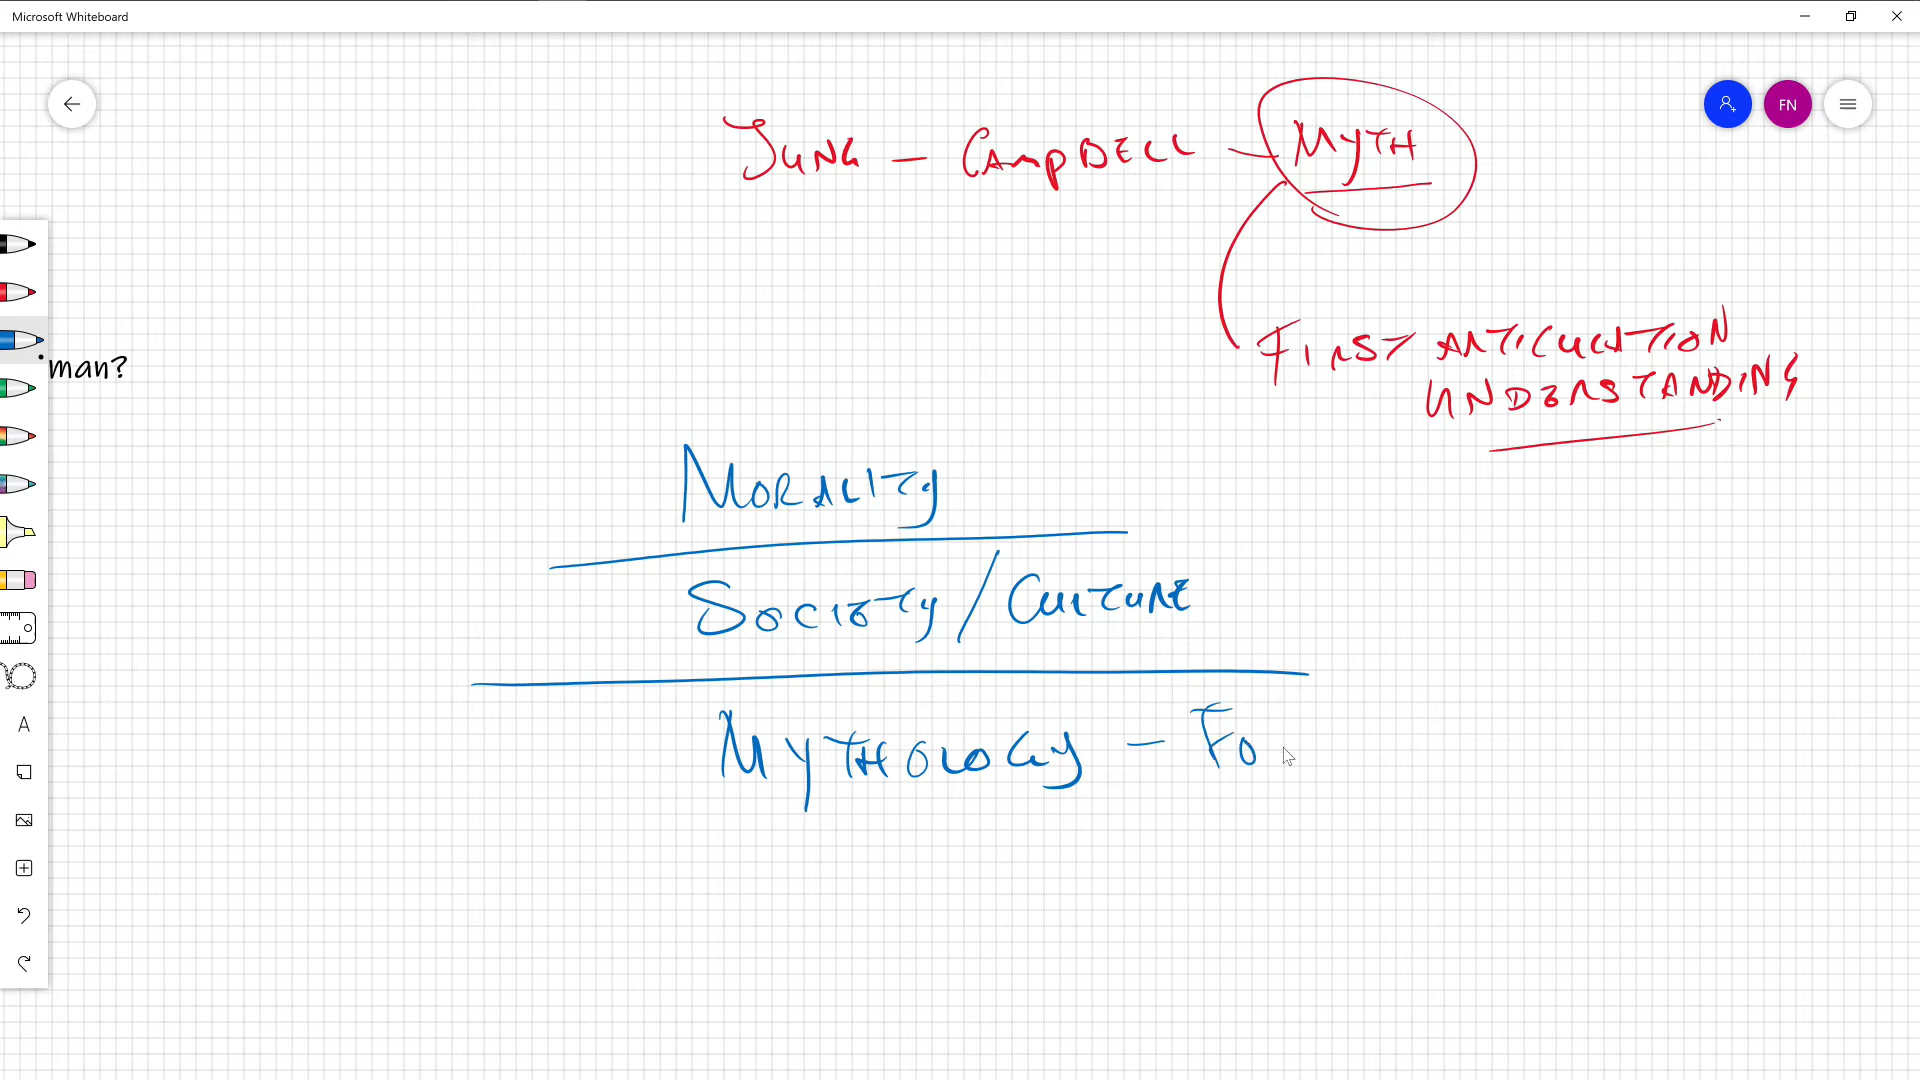 Microsoft Whiteboard
JUNG - CAMPBELL - MYTH
FN
FIRST ARTICULATION
UNDERSTANDING
man?
MORALITY
SOCIETY / CULTURE
MYTHOLOGY - FO
A